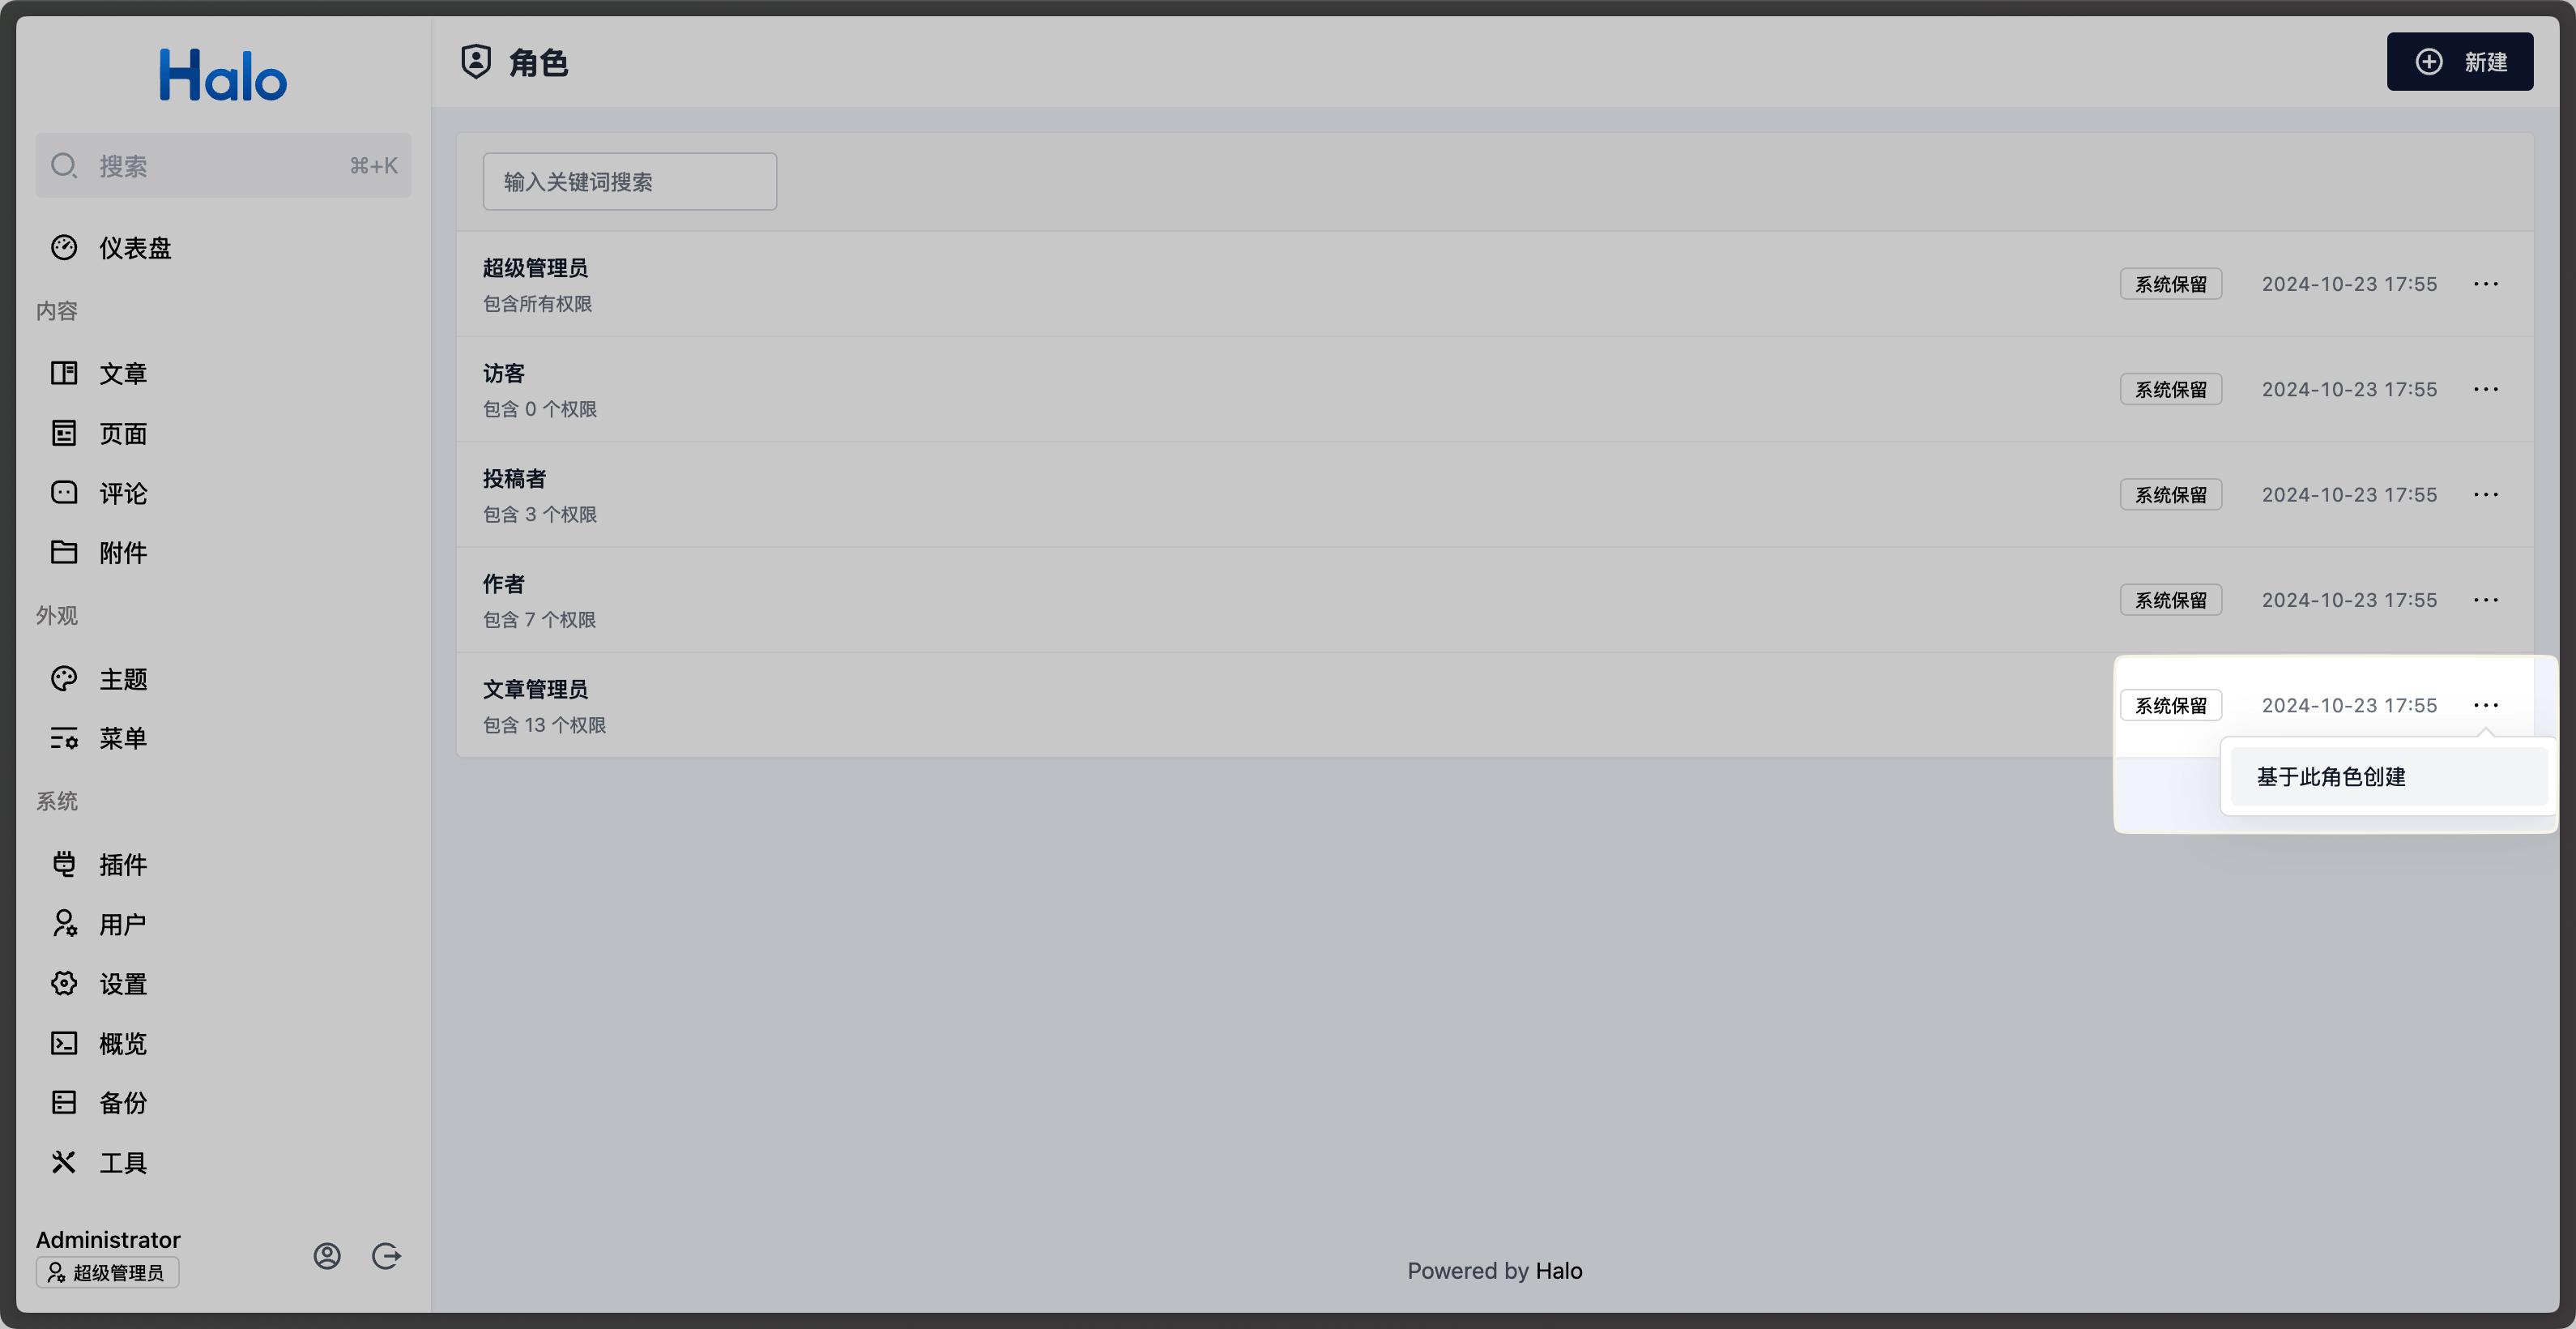 Halo
搜索 ⌘+K
仪表盘
内容
文章
页面
评论
附件
外观
主题
菜单
系统
插件
用户
设置
概览
备份
工具
Administrator
超级管理员
角色
新建
输入关键词搜索
超级管理员
包含所有权限
系统保留 2024-10-23 17:55
访客
包含 0 个权限
系统保留 2024-10-23 17:55
投稿者
包含 3 个权限
系统保留 2024-10-23 17:55
作者
包含 7 个权限
系统保留 2024-10-23 17:55
文章管理员
包含 13 个权限
系统保留 2024-10-23 17:55
基于此角色创建
Powered by Halo